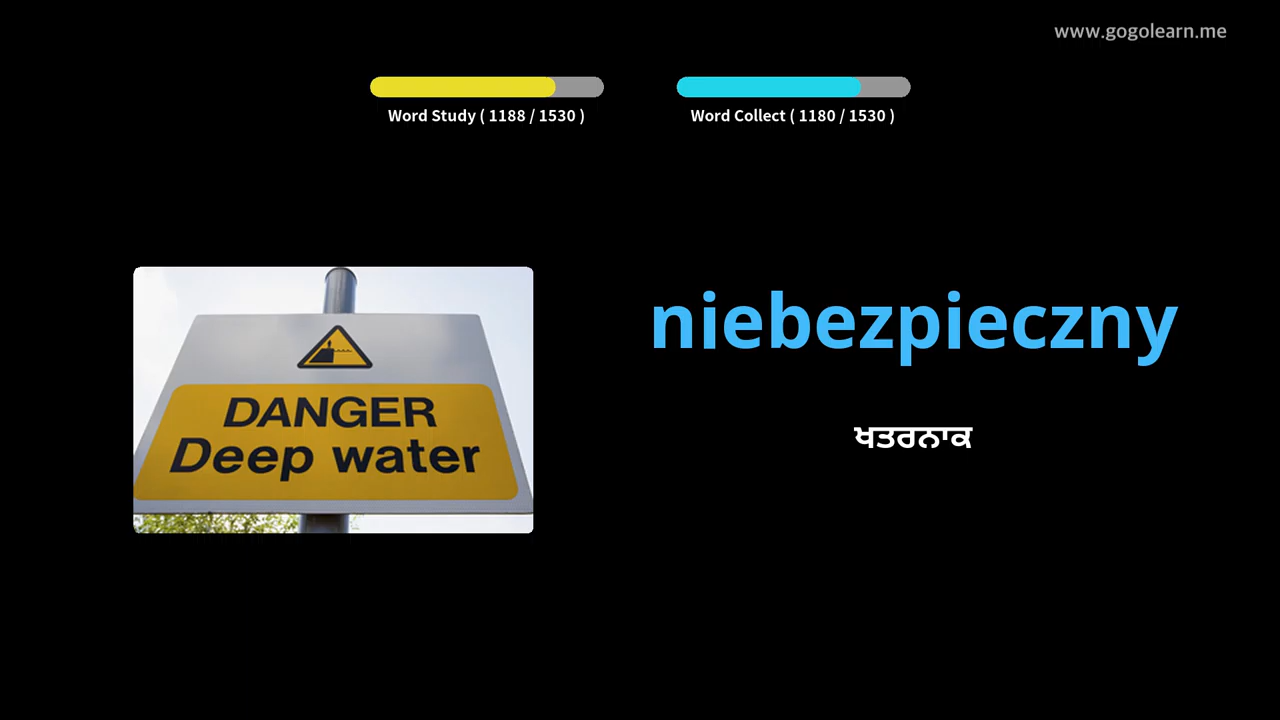 www.gogolearn.me
Word Study ( 1188 / 1530 )
Word Collect ( 1180 / 1530 )
niebezpieczny
ਖਤਰਨਾਕ
DANGER
Deep water